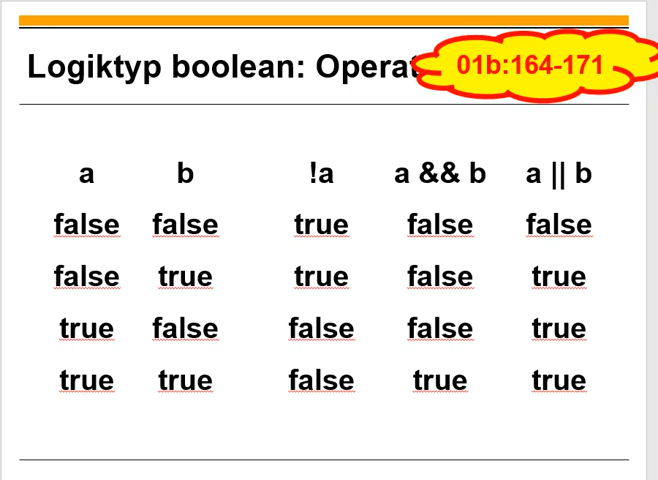 Logiktyp boolean: Operat
01b:164-171
a b !a a && b a || b
false false true false false
false true true false true
true false false false true
true true false true true